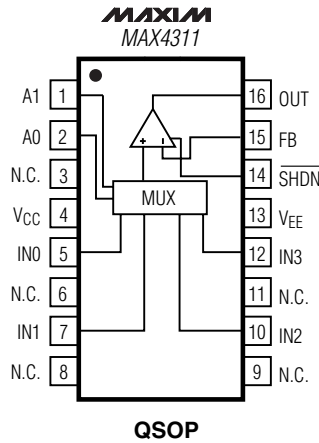 MAXIM
MAX4311
A1 1
A0 2
N.C. 3
VCC 4
IN0 5
N.C. 6
IN1 7
N.C. 8
16 OUT
15 FB
14 SHDN
13 VEE
12 IN3
11 N.C.
10 IN2
9 N.C.
+ −
MUX
QSOP